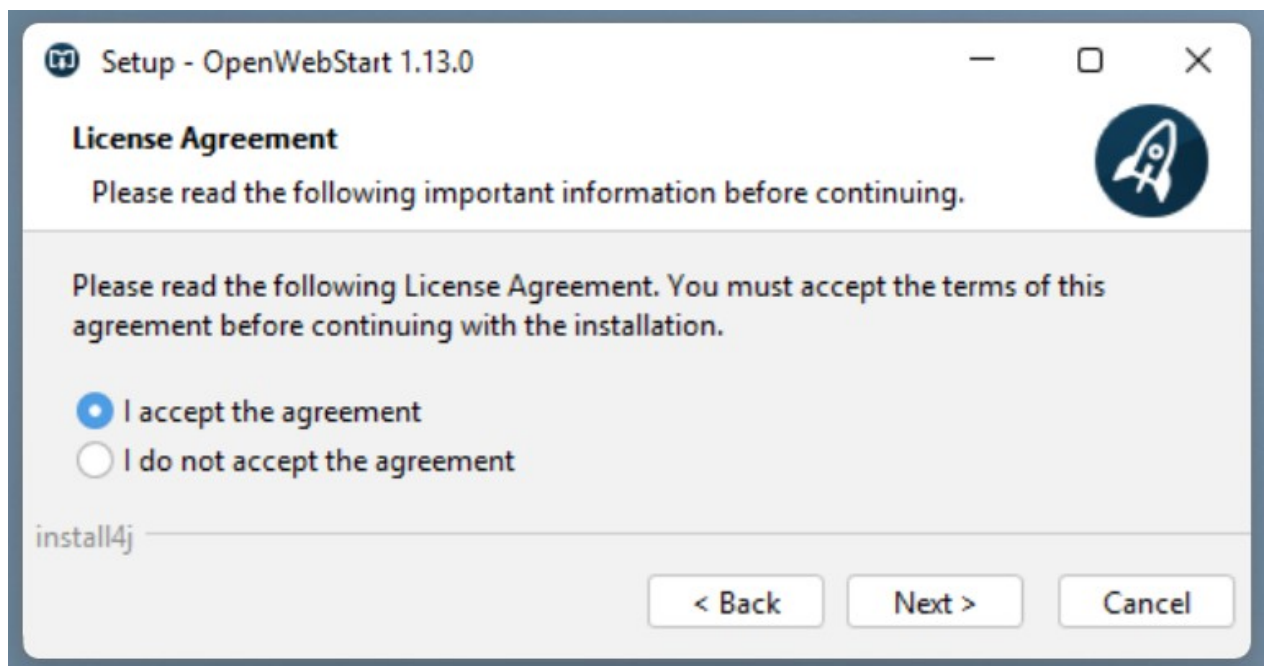 Setup - OpenWebStart 1.13.0
License Agreement
Please read the following important information before continuing.
Please read the following License Agreement. You must accept the terms of this
agreement before continuing with the installation.
I accept the agreement
I do not accept the agreement
install4j
< Back
Next >
Cancel